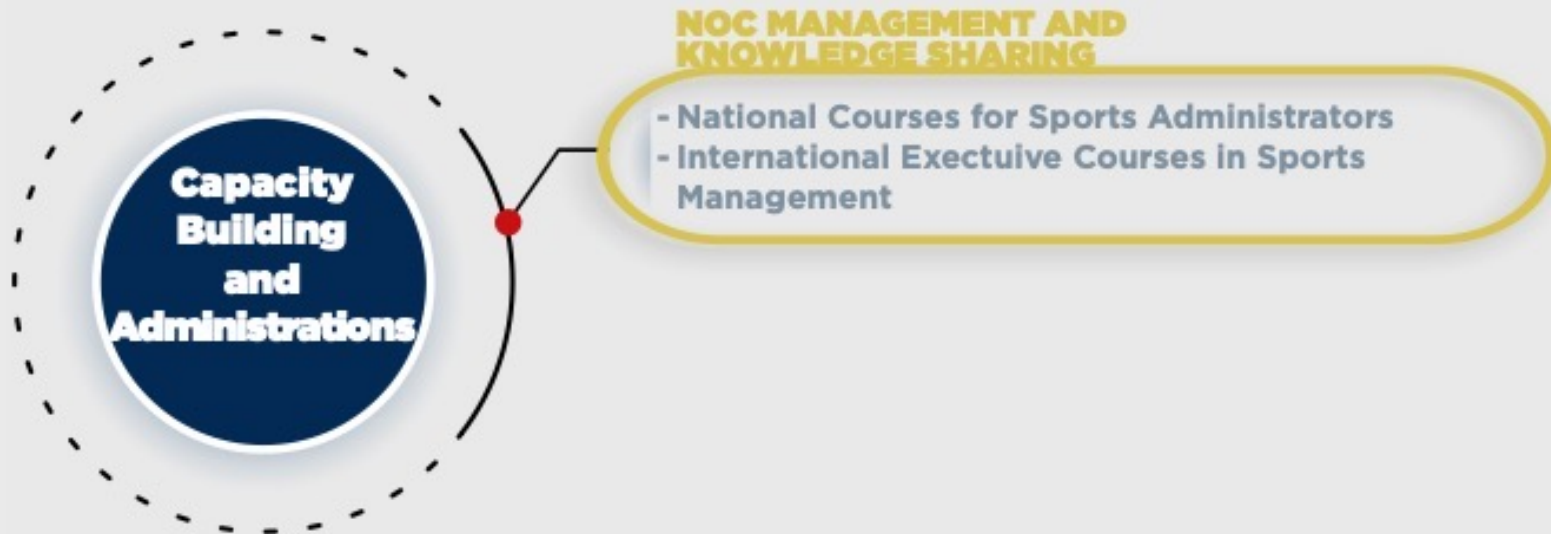 Capacity
Building
and
Administrations
NOC MANAGEMENT AND
KNOWLEDGE SHARING
- National Courses for Sports Administrators
- International Exectuive Courses in Sports
Management